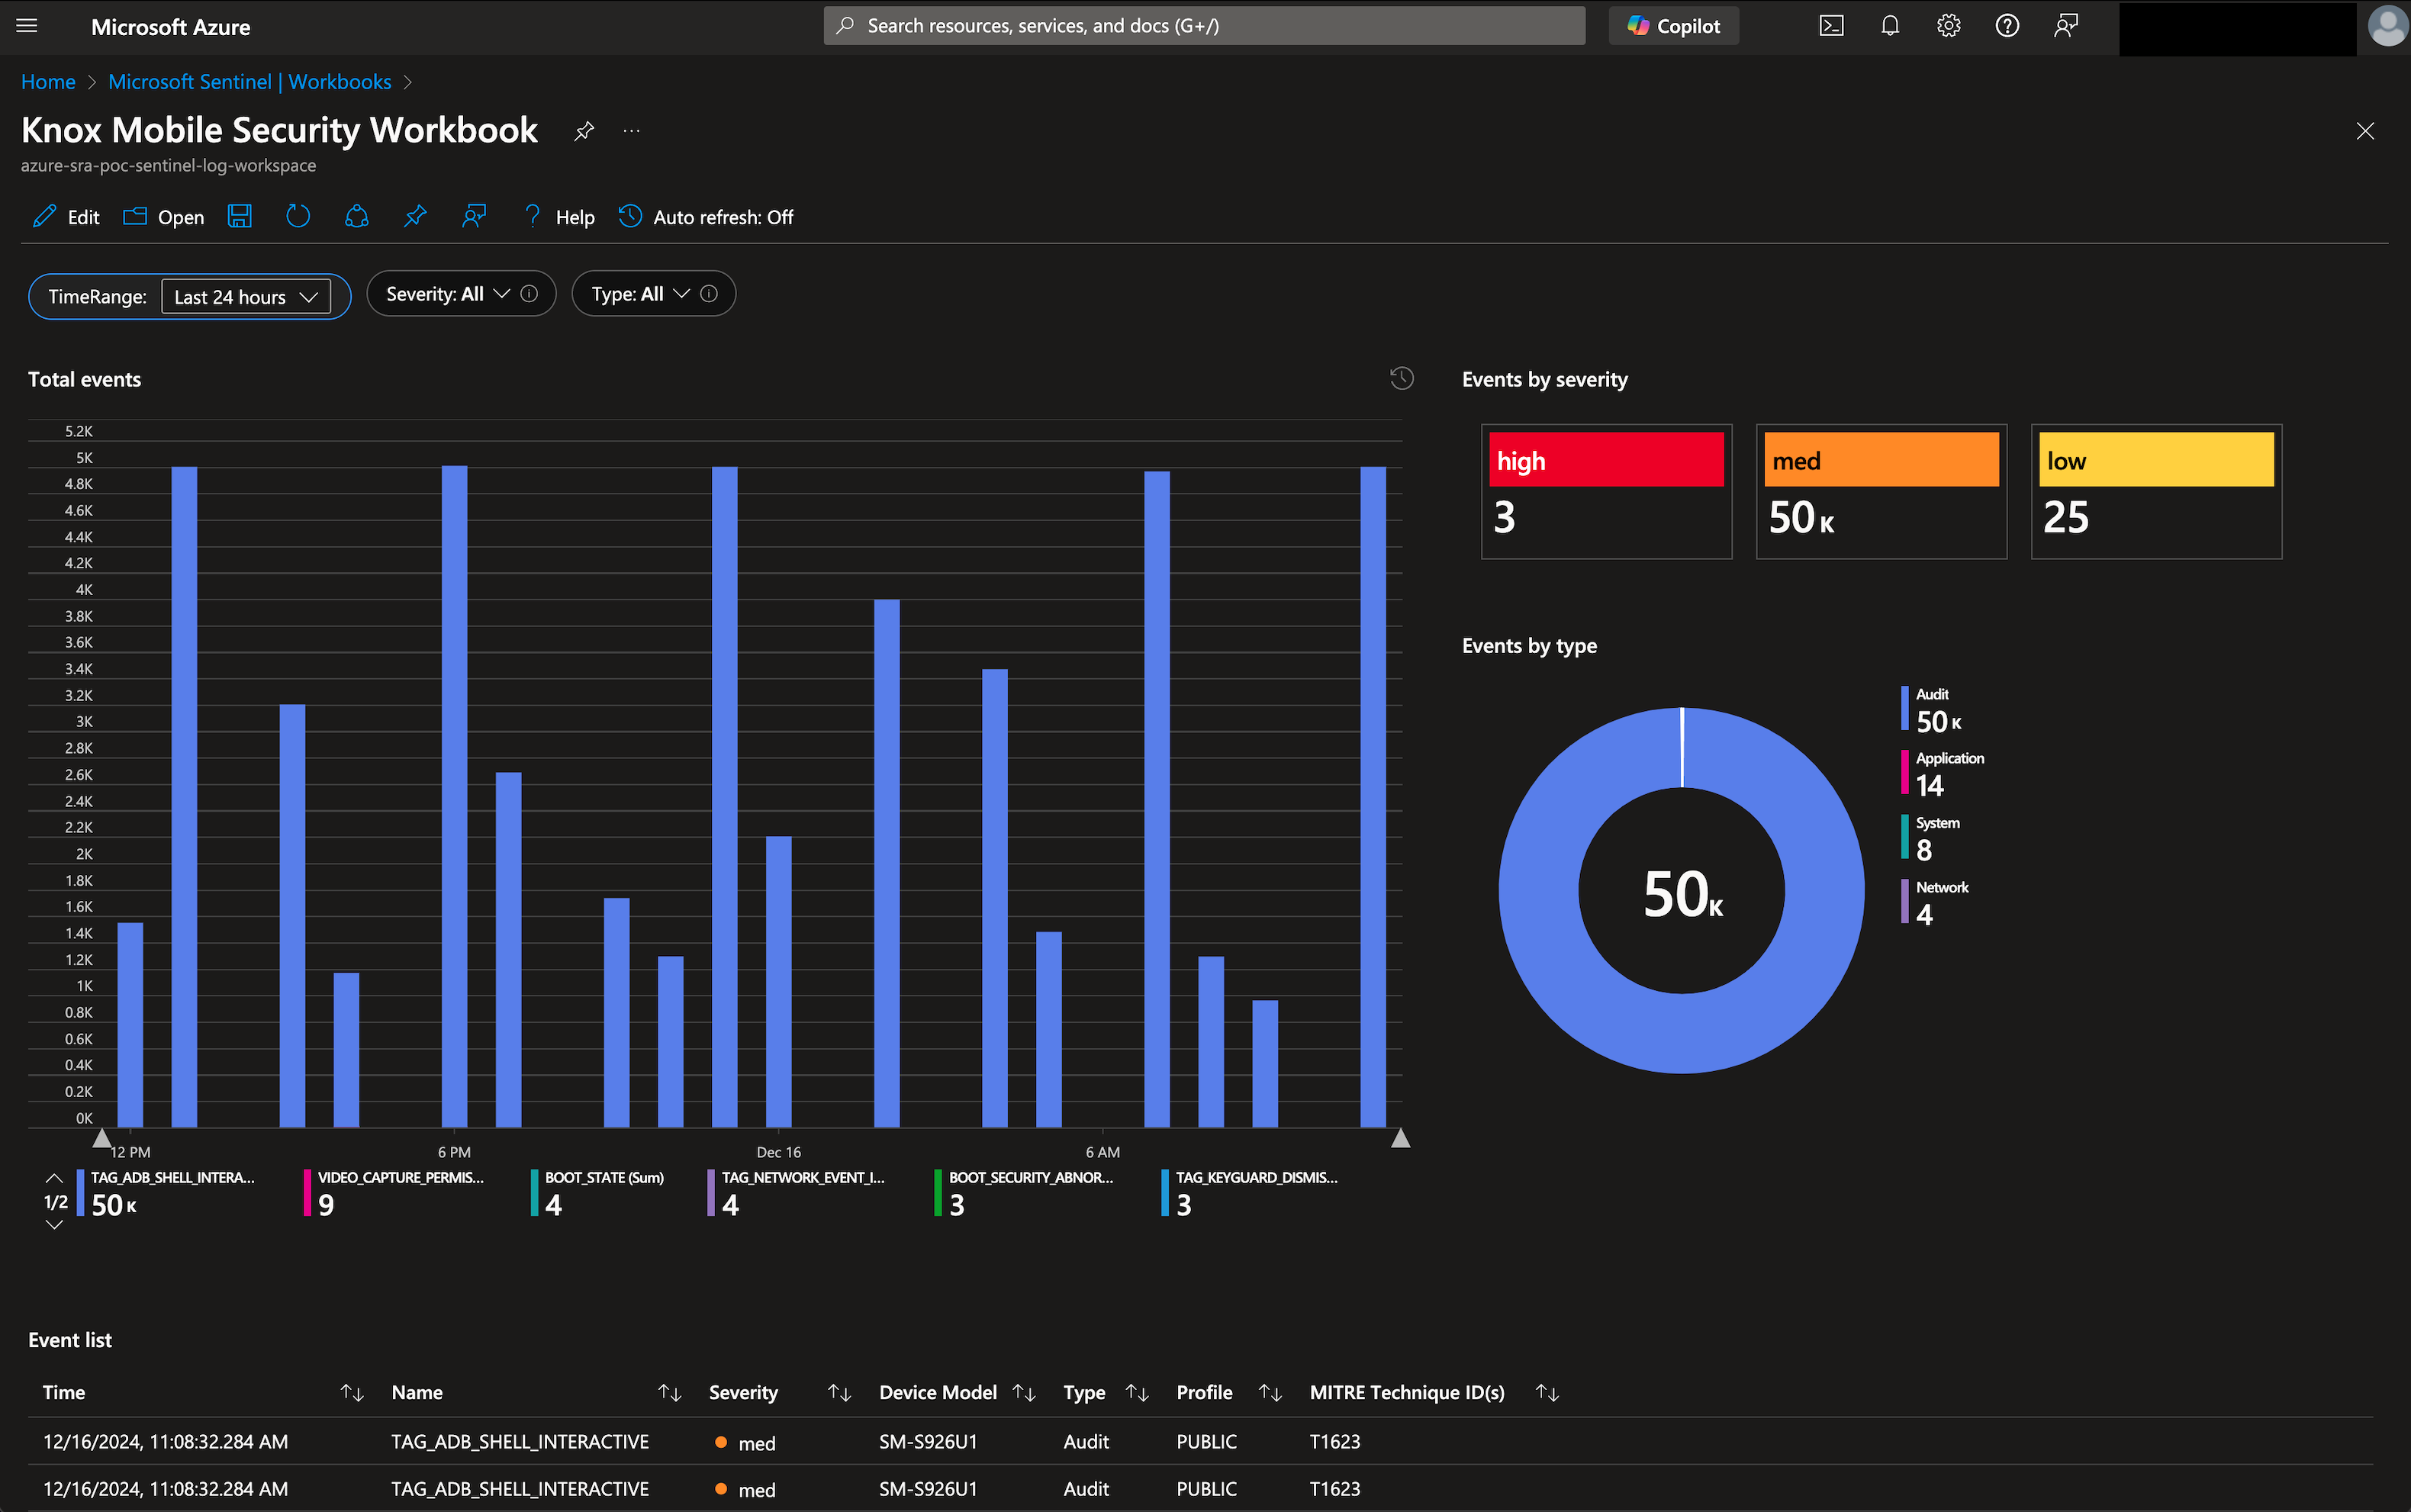 Microsoft Azure
Search resources, services, and docs (G+/)
Copilot
Home > Microsoft Sentinel | Workbooks >
Knox Mobile Security Workbook
...
azure-sra-poc-sentinel-log-workspace
Edit Open Help Auto refresh: Off
TimeRange: Last 24 hours Severity: All Type: All
Total events
5.2K
5K
4.8K
4.6K
4.4K
4.2K
4K
3.8K
3.6K
3.4K
3.2K
3K
2.8K
2.6K
2.4K
2.2K
2K
1.8K
1.6K
1.4K
1.2K
1K
0.8K
0.6K
0.4K
0.2K
0K
12 PM 6 PM Dec 16 6 AM
1/2
TAG_ADB_SHELL_INTERA...
50 K
VIDEO_CAPTURE_PERMIS...
9
BOOT_STATE (Sum)
4
TAG_NETWORK_EVENT_I...
4
BOOT_SECURITY_ABNOR...
3
TAG_KEYGUARD_DISMIS...
3
Events by severity
high
3
med
50 K
low
25
Events by type
50K
Audit
50 K
Application
14
System
8
Network
4
Event list
Time Name Severity Device Model Type Profile MITRE Technique ID(s)
12/16/2024, 11:08:32.284 AM TAG_ADB_SHELL_INTERACTIVE med SM-S926U1 Audit PUBLIC T1623
12/16/2024, 11:08:32.284 AM TAG_ADB_SHELL_INTERACTIVE med SM-S926U1 Audit PUBLIC T1623